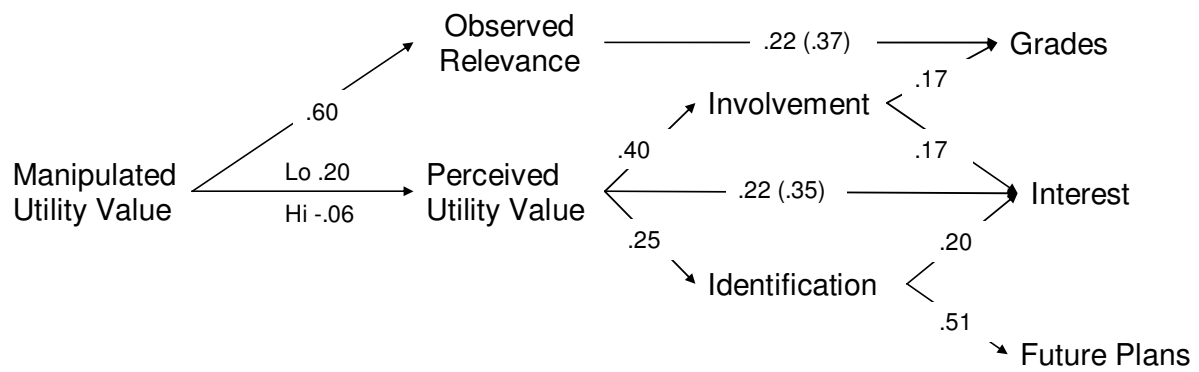 Observed
Relevance
.22 (.37)
Grades
.17
Involvement
.60
.40
.17
Manipulated
Utility Value
Lo .20
Hi -.06
Perceived
Utility Value
.22 (.35)
Interest
.25
.20
Identification
.51
Future Plans